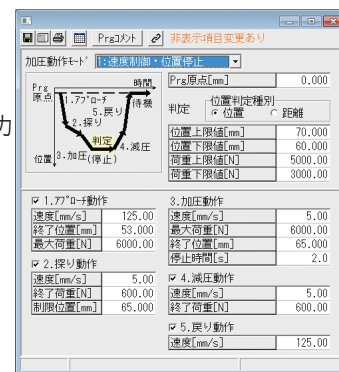 Prgｺﾒﾝﾄ 非表示項目変更あり
加圧動作ﾓｰﾄﾞ 1:速度制御・位置停止
Prg原点
時間
1.ｱﾌﾟﾛｰﾁ
待機
5.戻り
2.探り
判定
4.減圧
3.加圧(停止)
位置
力
Prg原点[mm] 0.000
判定 位置判定種別
位置 距離
位置上限値[mm] 70.000
位置下限値[mm] 60.000
荷重上限値[N] 5000.00
荷重下限値[N] 3000.00
1.ｱﾌﾟﾛｰﾁ動作
速度[mm/s] 125.00
終了位置[mm] 53.000
最大荷重[N] 6000.00
2.探り動作
速度[mm/s] 5.00
終了荷重[N] 600.00
制限位置[mm] 65.000
3.加圧動作
速度[mm/s] 5.00
最大荷重[N] 6000.00
終了位置[mm] 65.000
停止時間[s] 2.0
4.減圧動作
速度[mm/s] 5.00
終了荷重[N] 600.00
5.戻り動作
速度[mm/s] 125.00